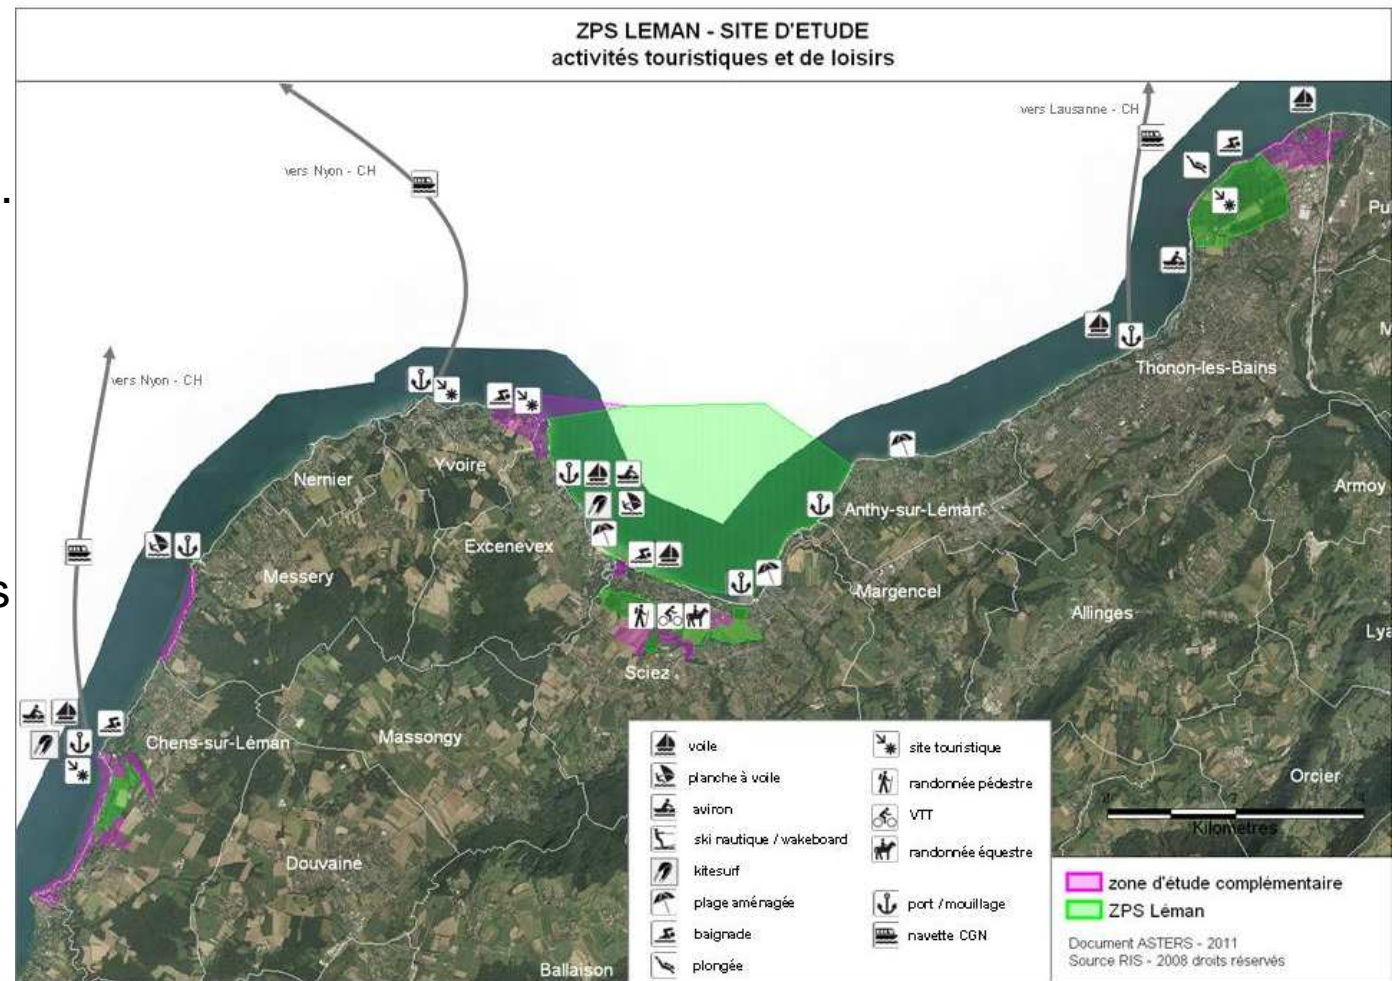 ZPS LEMAN - SITE D'ETUDE
activités touristiques et de loisirs
vers Lausanne - CH
vers Nyon - CH
.
Pu
M
vers Nyon - CH
Thonon-les-Bains
Yvoire
Nernier
Armoy
Anthy-sur-Léman
Excenevex
Messery
Margencel
s
Allinges
Lya
Sciez
Chens-sur-Léman
Massongy
Orcier
Douvaine
Ballaison
Kilomètres
voile
planche à voile
aviron
ski nautique / wakeboard
kitesurf
plage aménagée
baignade
plongée
site touristique
randonnée pédestre
VTT
randonnée équestre
port / mouillage
navette CGN
zone d'étude complémentaire
ZPS Léman
Document ASTERS - 2011
Source RIS - 2008 droits réservés